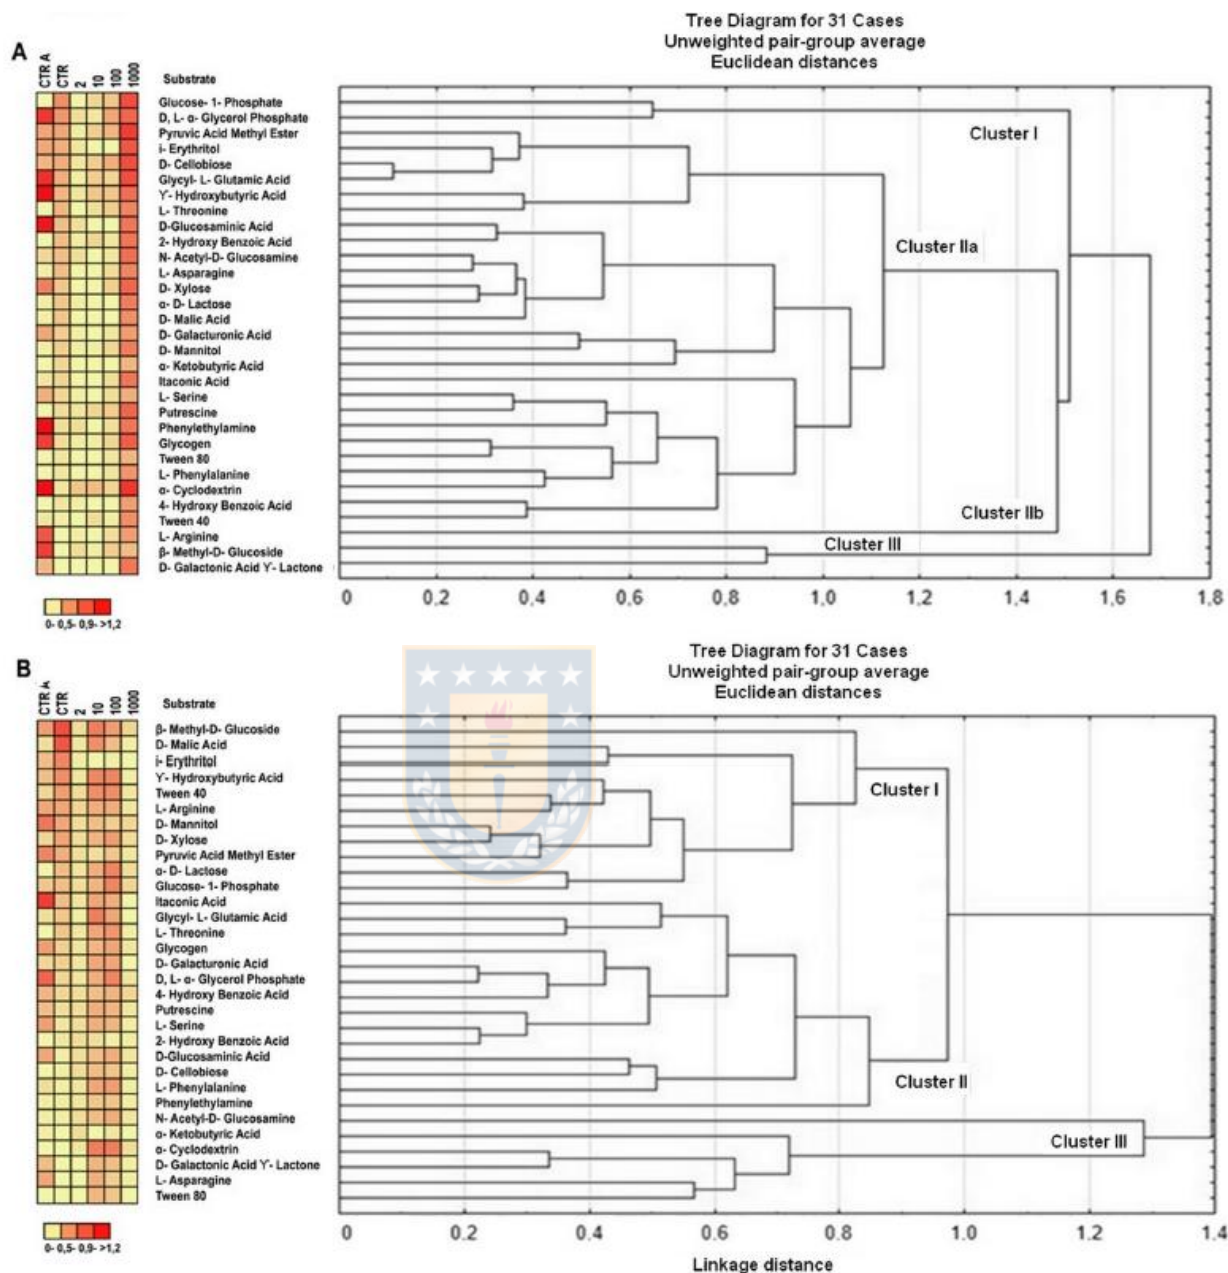 Tree Diagram for 31 Cases
Unweighted pair-group average
Euclidean distances
A
CTR A
CTR
2
10
100
1000
Substrate
Glucose- 1- Phosphate
D, L- α- Glycerol Phosphate
Pyruvic Acid Methyl Ester
i- Erythritol
D- Cellobiose
Glycyl- L- Glutamic Acid
ϒ- Hydroxybutyric Acid
L- Threonine
D-Glucosaminic Acid
2- Hydroxy Benzoic Acid
N- Acetyl-D- Glucosamine
L- Asparagine
D- Xylose
α- D- Lactose
D- Malic Acid
D- Galacturonic Acid
D- Mannitol
α- Ketobutyric Acid
Itaconic Acid
L- Serine
Putrescine
Phenylethylamine
Glycogen
Tween 80
L- Phenylalanine
α- Cyclodextrin
4- Hydroxy Benzoic Acid
Tween 40
L- Arginine
β- Methyl-D- Glucoside
D- Galactonic Acid ϒ- Lactone
Cluster I
Cluster IIa
Cluster IIb
Cluster III
0 0,2 0,4 0,6 0,8 1,0 1,2 1,4 1,6 1,8
0- 0,5- 0,9- >1,2
Tree Diagram for 31 Cases
Unweighted pair-group average
Euclidean distances
B
CTR A
CTR
2
10
100
1000
Substrate
β- Methyl-D- Glucoside
D- Malic Acid
i- Erythritol
ϒ- Hydroxybutyric Acid
Tween 40
L- Arginine
D- Mannitol
D- Xylose
Pyruvic Acid Methyl Ester
α- D- Lactose
Glucose- 1- Phosphate
Itaconic Acid
Glycyl- L- Glutamic Acid
L- Threonine
Glycogen
D- Galacturonic Acid
D, L- α- Glycerol Phosphate
4- Hydroxy Benzoic Acid
Putrescine
L- Serine
2- Hydroxy Benzoic Acid
D-Glucosaminic Acid
D- Cellobiose
L- Phenylalanine
Phenylethylamine
N- Acetyl-D- Glucosamine
α- Ketobutyric Acid
α- Cyclodextrin
D- Galactonic Acid ϒ- Lactone
L- Asparagine
Tween 80
Cluster I
Cluster II
Cluster III
0 0.2 0.4 0.6 0.8 1.0 1.2 1.4
0- 0,5- 0,9- >1,2
Linkage distance